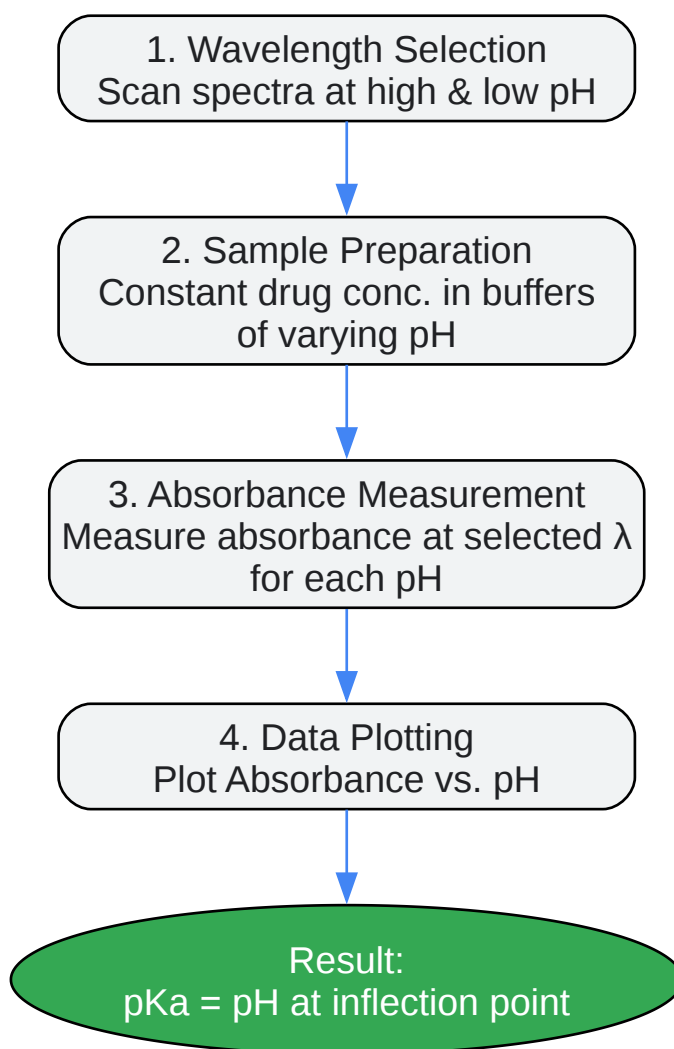 1. Wavelength Selection
Scan spectra at high & low pH
2. Sample Preparation
Constant drug conc. in buffers
of varying pH
3. Absorbance Measurement
Measure absorbance at selected λ
for each pH
4. Data Plotting
Plot Absorbance vs. pH
Result:
pKa = pH at inflection point